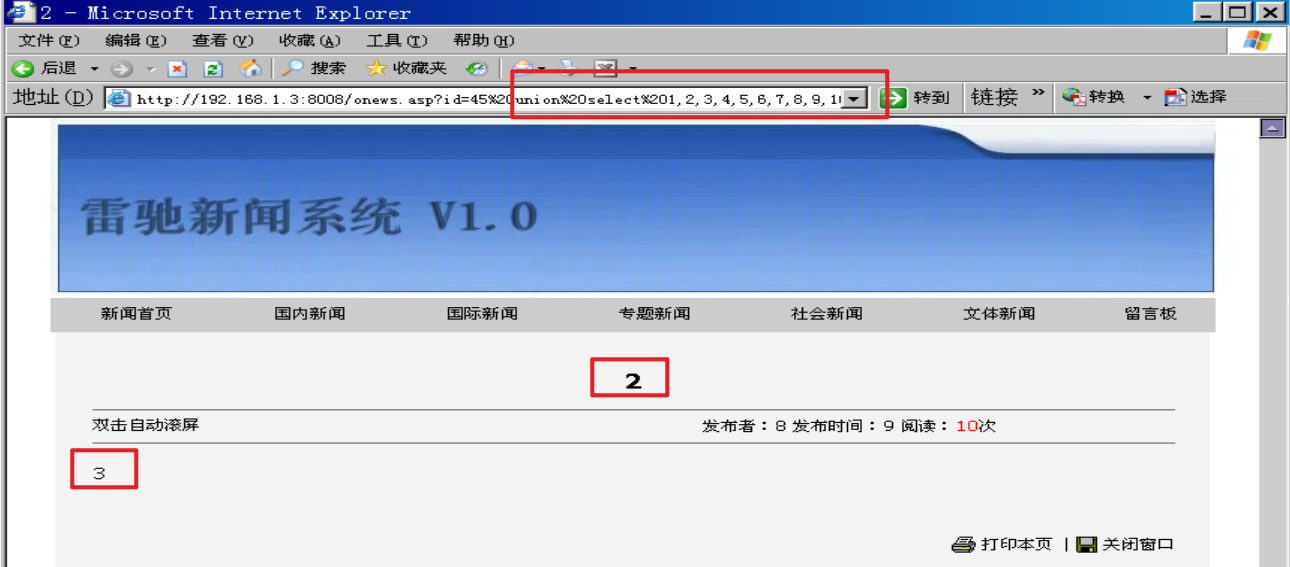 2 - Microsoft Internet Explorer
文件(F) 编辑(E) 查看(V) 收藏(A) 工具(T) 帮助(H)
后退 搜索 收藏夹
地址(D) http://192.168.1.3:8008/onews.asp?id=45%20union%20select%201,2,3,4,5,6,7,8,9,1 转到 链接 » 转换 选择
雷驰新闻系统 V1.0
新闻首页 国内新闻 国际新闻 专题新闻 社会新闻 文体新闻 留言板
2
双击自动滚屏 发布者：8 发布时间：9 阅读：10次
3
打印本页 | 关闭窗口